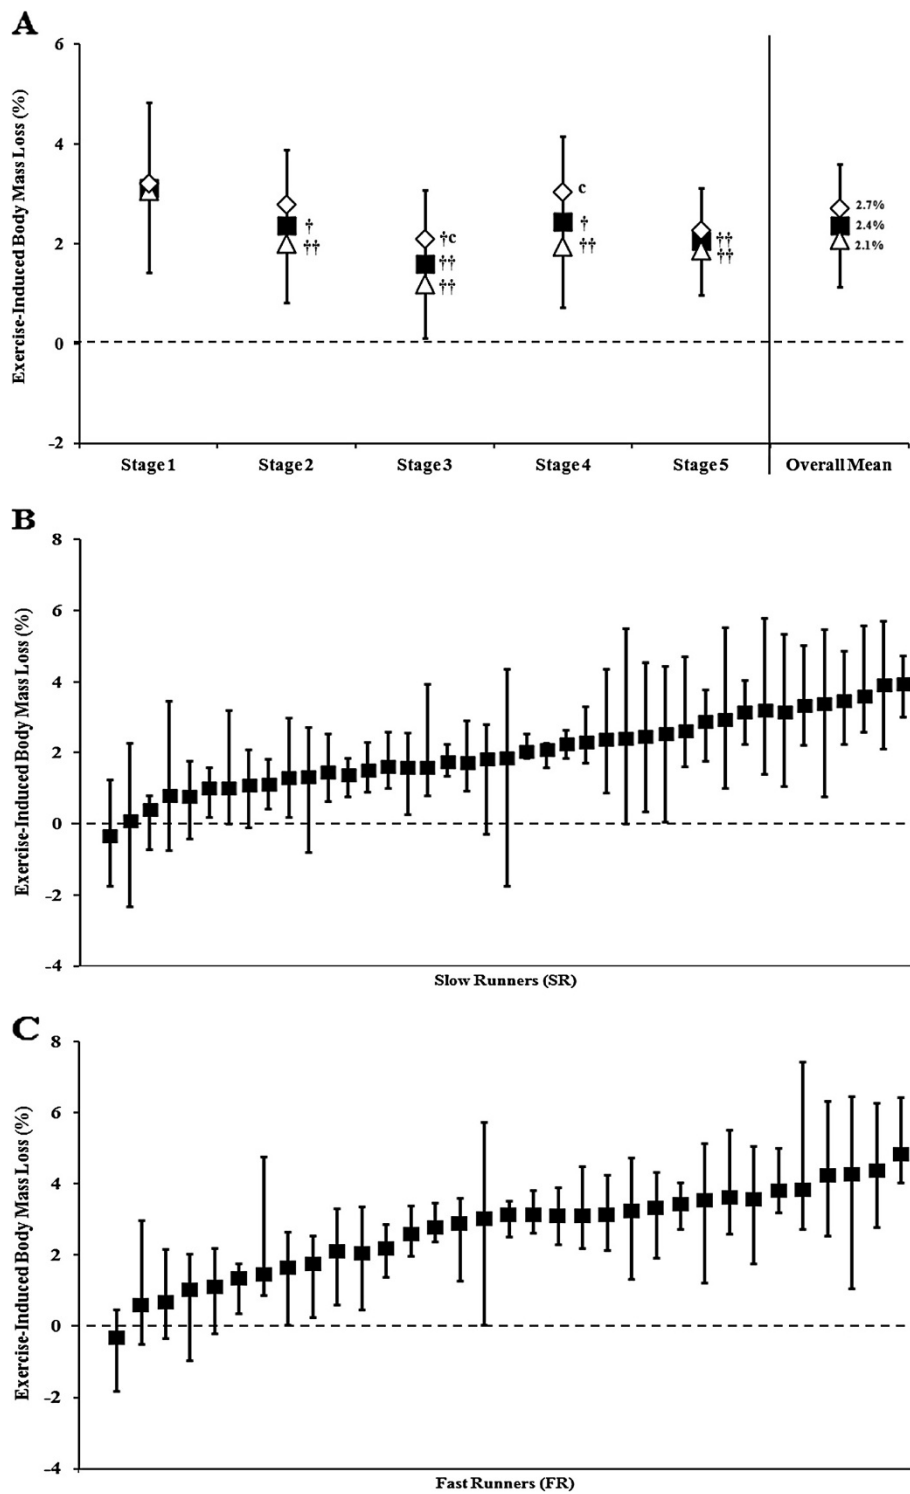 A
Exercise-Induced Body Mass Loss (%)
6
4
2
0
-2
†
††
†c
††
††
c
†
††
††
††
2.7%
2.4%
2.1%
Stage 1
Stage 2
Stage 3
Stage 4
Stage 5
Overall Mean
B
Exercise-Induced Body Mass Loss (%)
8
6
4
2
0
-2
-4
Slow Runners (SR)
C
Exercise-Induced Body Mass Loss (%)
8
6
4
2
0
-2
-4
Fast Runners (FR)